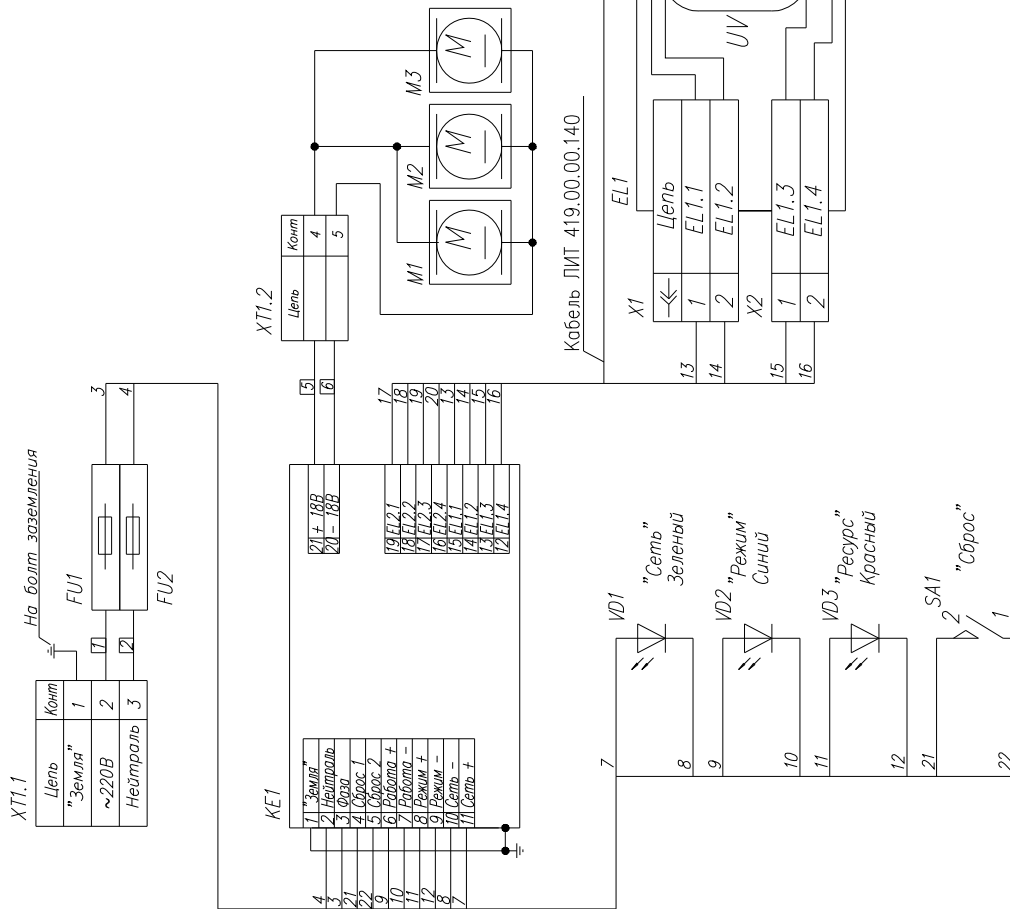 XT1.1
Цепь Конт
"Земля" 1
~220В 2
Нейтраль 3
На болт заземления
1
2
FU1
FU2
3
4
KE1
1 "Земля"
2 Нейтраль
3 Фаза
4 Сброс 1
5 Сброс 2
6 Работа +
7 Работа -
8 Режим +
9 Режим -
10 Сеть -
11 Сеть +
4
3
21
22
9
10
11
12
8
7
21 + 18В
20 - 18В
19 EL2.1
18 EL2.2
17 EL2.3
16 EL2.4
15 EL1.1
14 EL1.2
13 EL1.3
12 EL1.4
5
6
17
18
19
20
13
14
15
16
XT1.2
Цепь Конт
4
5
M1
M
M2
M
M3
M
Кабель ЛИТ 419.00.00.140
EL1
UV
X1
Цепь
1 EL1.1
2 EL1.2
X2
1 EL1.3
2 EL1.4
13
14
15
16
7
8
VD1
"Сеть"
Зеленый
9
10
VD2
"Режим"
Синий
11
12
VD3
"Ресурс"
Красный
21
22
SA1
2
1
"Сброс"